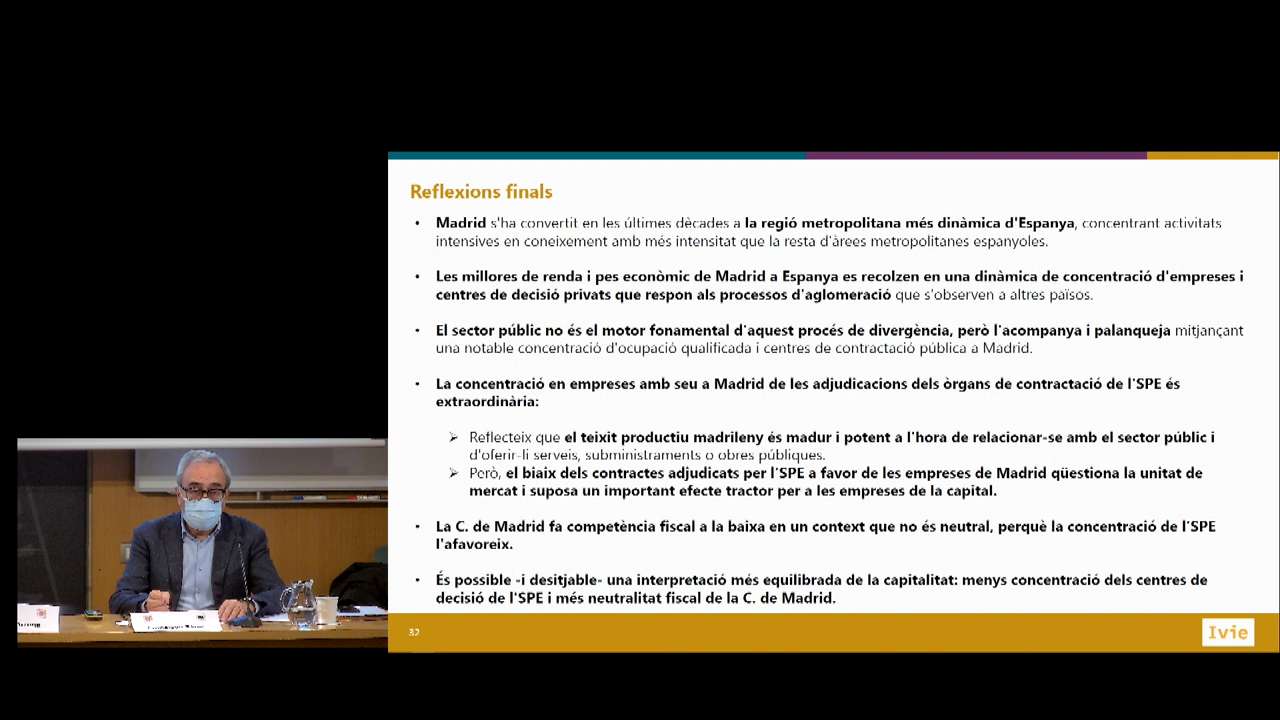 Reflexions finals
• Madrid s'ha convertit en les últimes dècades a la regió metropolitana més dinàmica d'Espanya, concentrant activitats
intensives en coneixement amb més intensitat que la resta d'àrees metropolitanes espanyoles.
• Les millores de renda i pes econòmic de Madrid a Espanya es recolzen en una dinàmica de concentració d'empreses i
centres de decisió privats que respon als processos d'aglomeració que s'observen a altres països.
• El sector públic no és el motor fonamental d'aquest procés de divergència, però l'acompanya i palanqueja mitjançant
una notable concentració d'ocupació qualificada i centres de contractació pública a Madrid.
• La concentració en empreses amb seu a Madrid de les adjudicacions dels òrgans de contractació de l'SPE és
extraordinària:
➢ Reflecteix que el teixit productiu madrileny és madur i potent a l'hora de relacionar-se amb el sector públic i
d'oferir-li serveis, subministraments o obres públiques.
➢ Però, el biaix dels contractes adjudicats per l'SPE a favor de les empreses de Madrid qüestiona la unitat de
mercat i suposa un important efecte tractor per a les empreses de la capital.
• La C. de Madrid fa competència fiscal a la baixa en un context que no és neutral, perquè la concentració de l'SPE
l'afavoreix.
• És possible -i desitjable- una interpretació més equilibrada de la capitalitat: menys concentració dels centres de
decisió de l'SPE i més neutralitat fiscal de la C. de Madrid.
32
Ivie